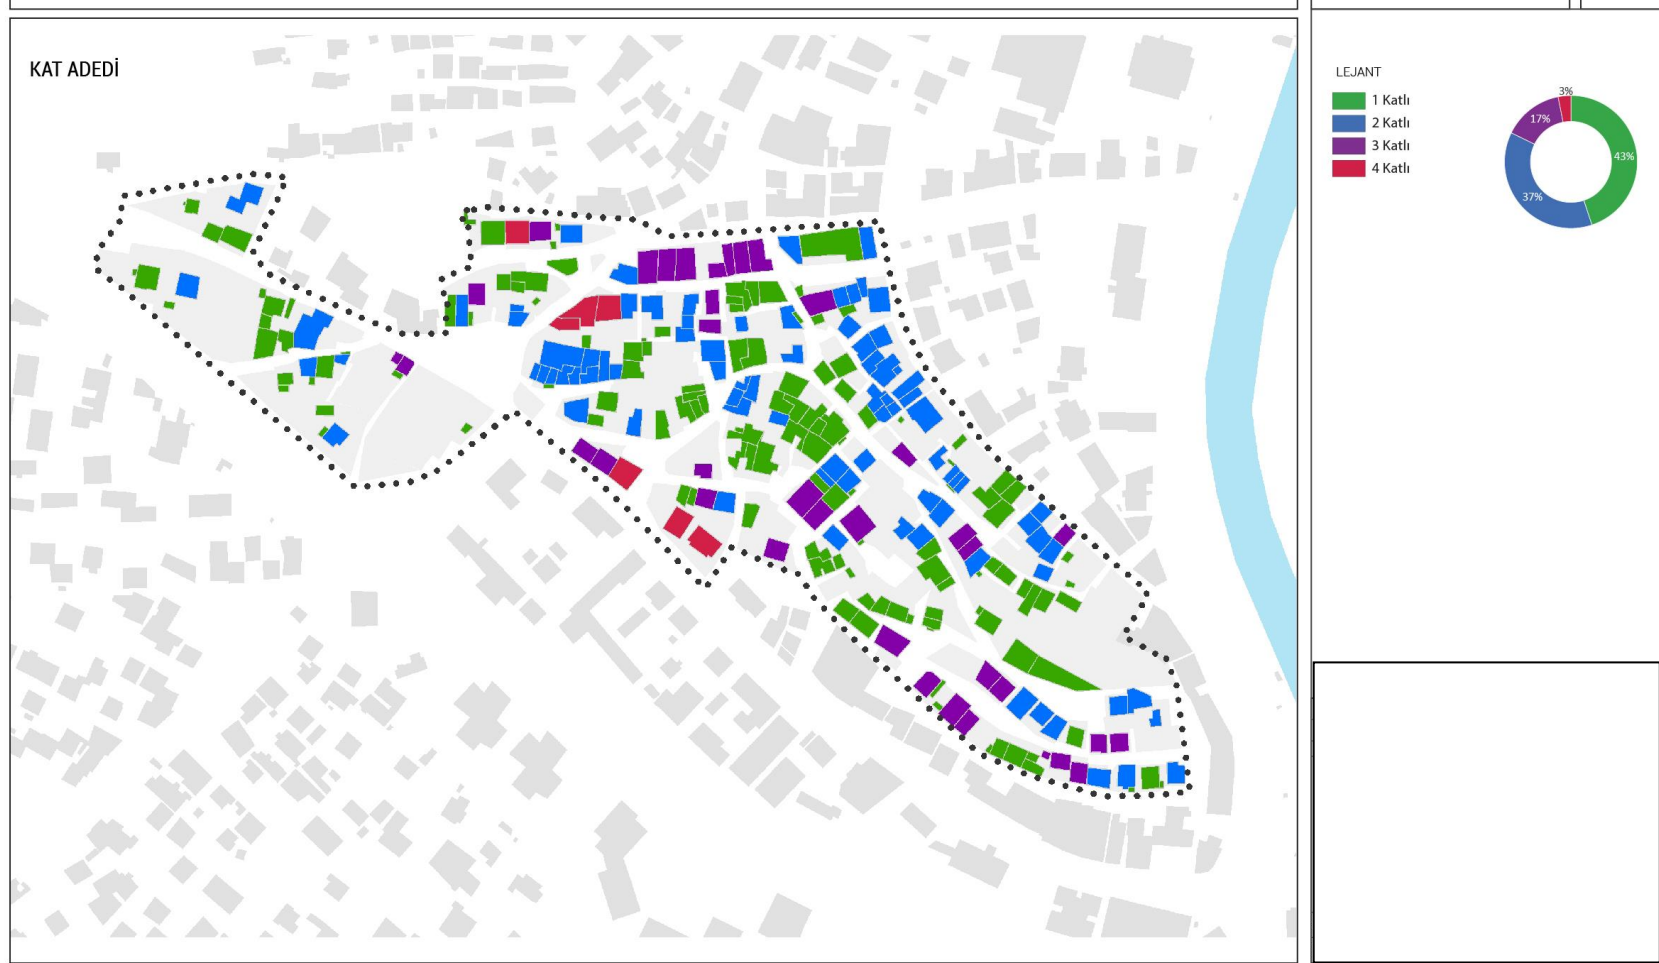 KAT ADEDİ
LEJANT
1 Katlı
2 Katlı
3 Katlı
4 Katlı
3%
17%
43%
37%